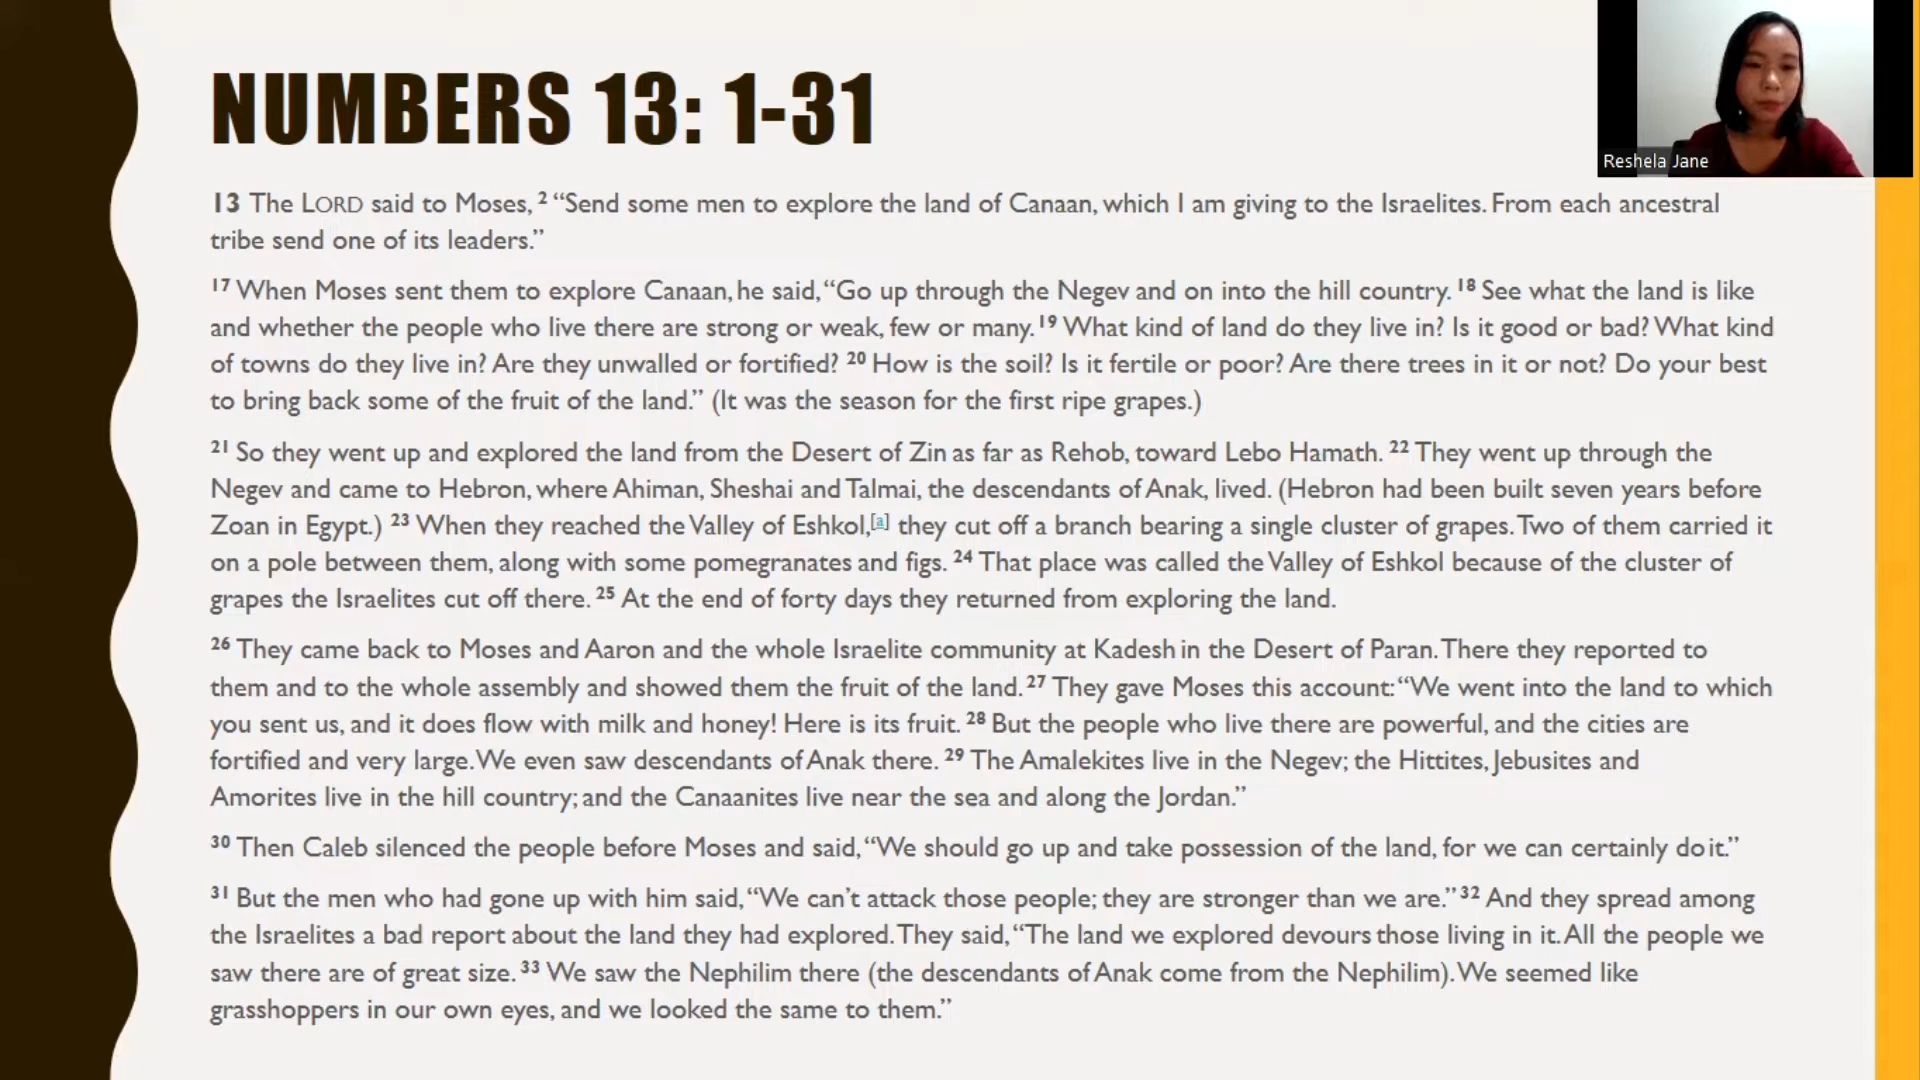 NUMBERS 13: 1-31
Reshela Jane
13 The LORD said to Moses, 2 “Send some men to explore the land of Canaan, which I am giving to the Israelites. From each ancestral
tribe send one of its leaders.”
17 When Moses sent them to explore Canaan, he said, “Go up through the Negev and on into the hill country. 18 See what the land is like
and whether the people who live there are strong or weak, few or many. 19 What kind of land do they live in? Is it good or bad? What kind
of towns do they live in? Are they unwalled or fortified? 20 How is the soil? Is it fertile or poor? Are there trees in it or not? Do your best
to bring back some of the fruit of the land.” (It was the season for the first ripe grapes.)
21 So they went up and explored the land from the Desert of Zin as far as Rehob, toward Lebo Hamath. 22 They went up through the
Negev and came to Hebron, where Ahiman, Sheshai and Talmai, the descendants of Anak, lived. (Hebron had been built seven years before
Zoan in Egypt.) 23 When they reached the Valley of Eshkol,[a] they cut off a branch bearing a single cluster of grapes. Two of them carried it
on a pole between them, along with some pomegranates and figs. 24 That place was called the Valley of Eshkol because of the cluster of
grapes the Israelites cut off there. 25 At the end of forty days they returned from exploring the land.
26 They came back to Moses and Aaron and the whole Israelite community at Kadesh in the Desert of Paran. There they reported to
them and to the whole assembly and showed them the fruit of the land. 27 They gave Moses this account: “We went into the land to which
you sent us, and it does flow with milk and honey! Here is its fruit. 28 But the people who live there are powerful, and the cities are
fortified and very large. We even saw descendants of Anak there. 29 The Amalekites live in the Negev; the Hittites, Jebusites and
Amorites live in the hill country; and the Canaanites live near the sea and along the Jordan.”
30 Then Caleb silenced the people before Moses and said, “We should go up and take possession of the land, for we can certainly do it.”
31 But the men who had gone up with him said, “We can’t attack those people; they are stronger than we are.” 32 And they spread among
the Israelites a bad report about the land they had explored. They said, “The land we explored devours those living in it. All the people we
saw there are of great size. 33 We saw the Nephilim there (the descendants of Anak come from the Nephilim). We seemed like
grasshoppers in our own eyes, and we looked the same to them.”